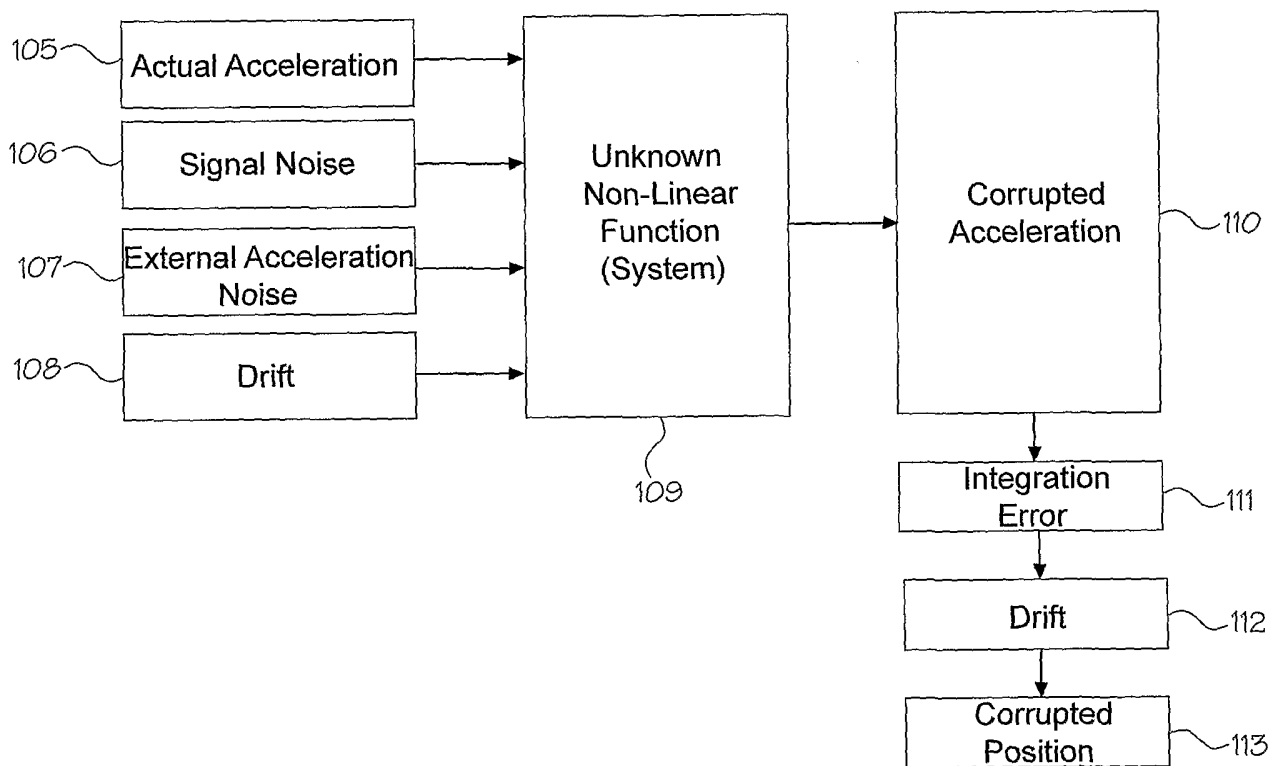 105
Actual Acceleration
106
Signal Noise
107
External Acceleration
Noise
108
Drift
Unknown
Non-Linear
Function
(System)
109
Corrupted
Acceleration
110
Integration
Error
111
Drift
112
Corrupted
Position
113